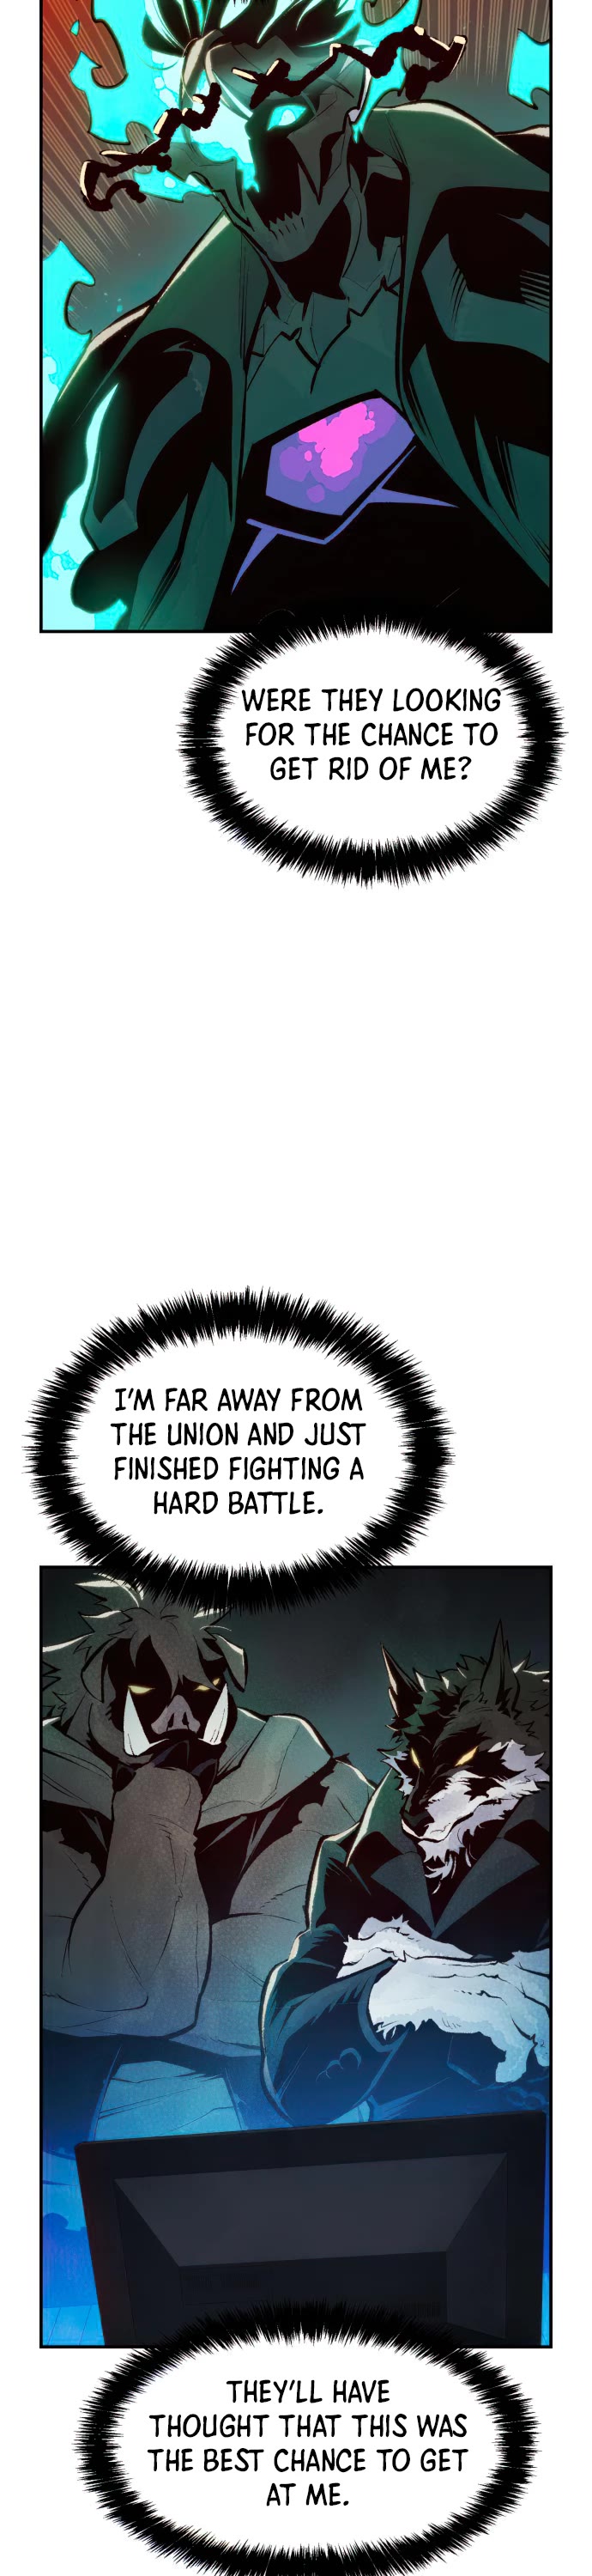 WERE THEY LOOKING
FOR THE CHANCE TO
GET RID OF ME?
I'M FAR AWAY FROM
THE UNION AND JUST
FINISHED FIGHTING A
HARD BATTLE.
THEY'LL HAVE
THOUGHT THAT THIS WAS
THE BEST CHANCE TO GET
AT ME.